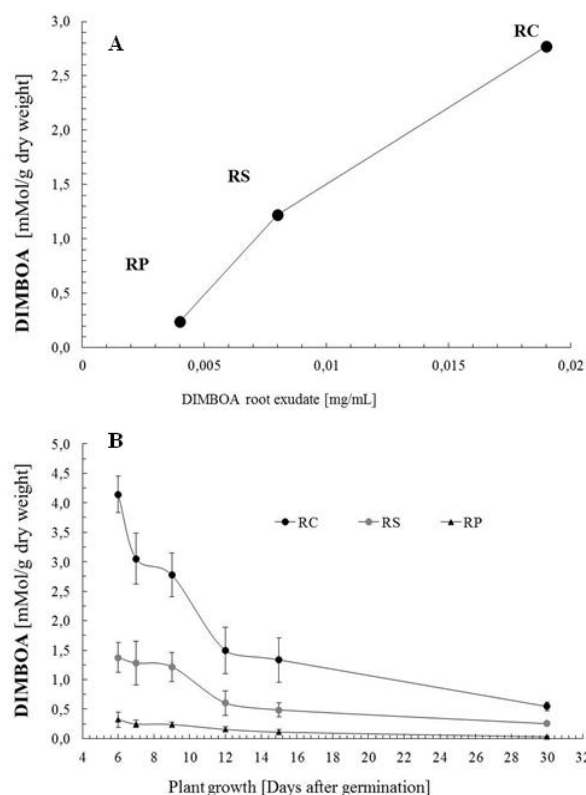 A
RC
RS
RP
DIMBOA [mMol/g dry weight]
3,0
2,5
2,0
1,5
1,0
0,5
0,0
0
0,005
0,01
0,015
0,02
DIMBOA root exudate [mg/mL]
B
RC
RS
RP
DIMBOA [mMol/g dry weight]
5,0
4,5
4,0
3,5
3,0
2,5
2,0
1,5
1,0
0,5
0,0
4 6 8 10 12 14 16 18 20 22 24 26 28 30 32
Plant growth [Days after germination]